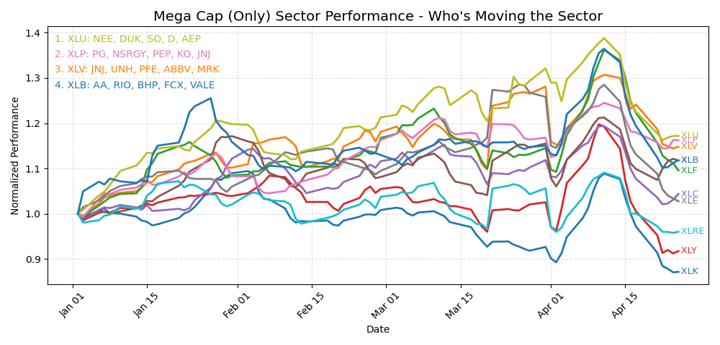 Mega Cap (Only) Sector Performance - Who's Moving the Sector
1. XLU: NEE, DUK, SO, D, AEP
2. XLP: PG, NSRGY, PEP, KO, JNJ
3. XLV: JNJ, UNH, PFE, ABBV, MRK
4. XLB: AA, RIO, BHP, FCX, VALE
Normalized Performance
1.4
1.3
1.2
1.1
1.0
0.9
XLU
XLP
XLV
XLB
XLF
XLC
XLE
XLRE
XLY
XLK
Jan 01
Jan 15
Feb 01
Feb 15
Mar 01
Mar 15
Apr 01
Apr 15
Date